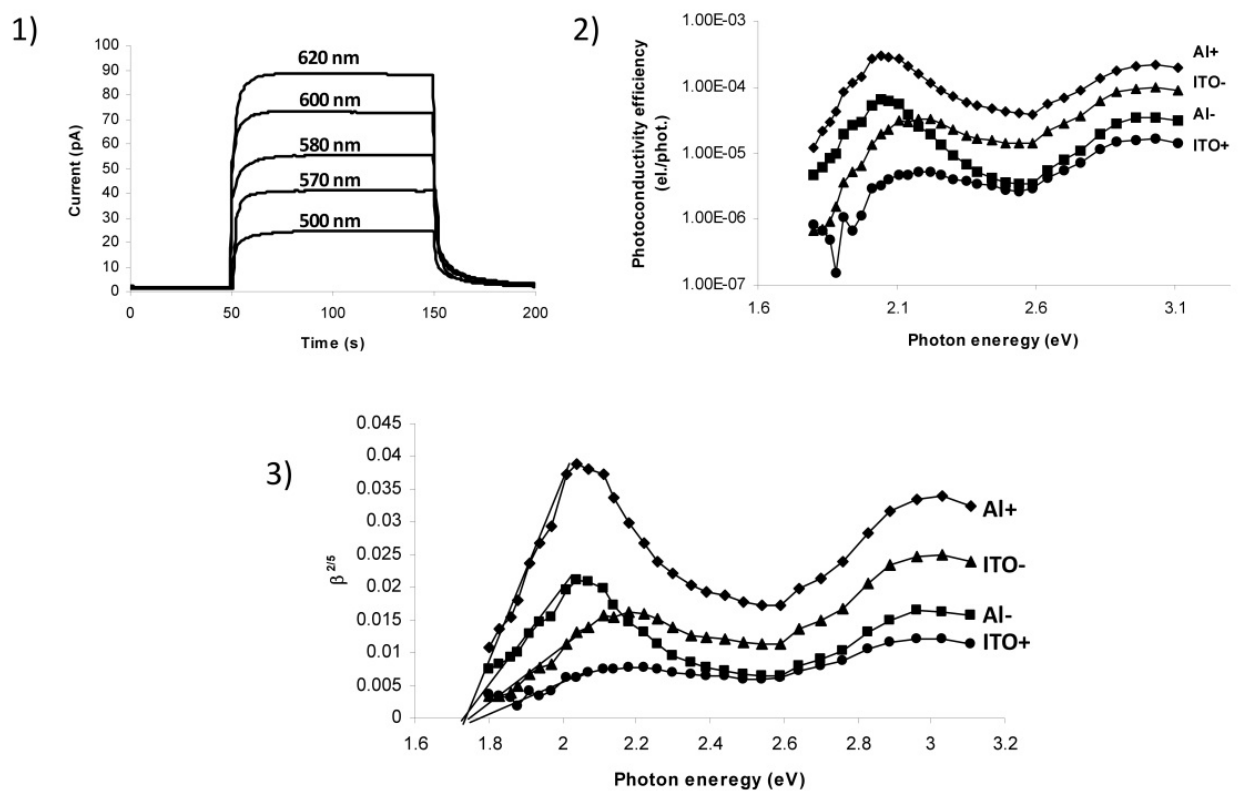 1)
100
90
80
70
60
50
40
30
20
10
0
Current (pA)
620 nm
600 nm
580 nm
570 nm
500 nm
0 50 100 150 200
Time (s)
2)
1.00E-03
1.00E-04
1.00E-05
1.00E-06
1.00E-07
Photoconductivity efficiency
(el./phot.)
Al+
ITO-
Al-
ITO+
1.6 2.1 2.6 3.1
Photon eneregy (eV)
3)
0.045
0.04
0.035
0.03
0.025
0.02
0.015
0.01
0.005
0
β 2/5
Al+
ITO-
Al-
ITO+
1.6 1.8 2 2.2 2.4 2.6 2.8 3 3.2
Photon eneregy (eV)